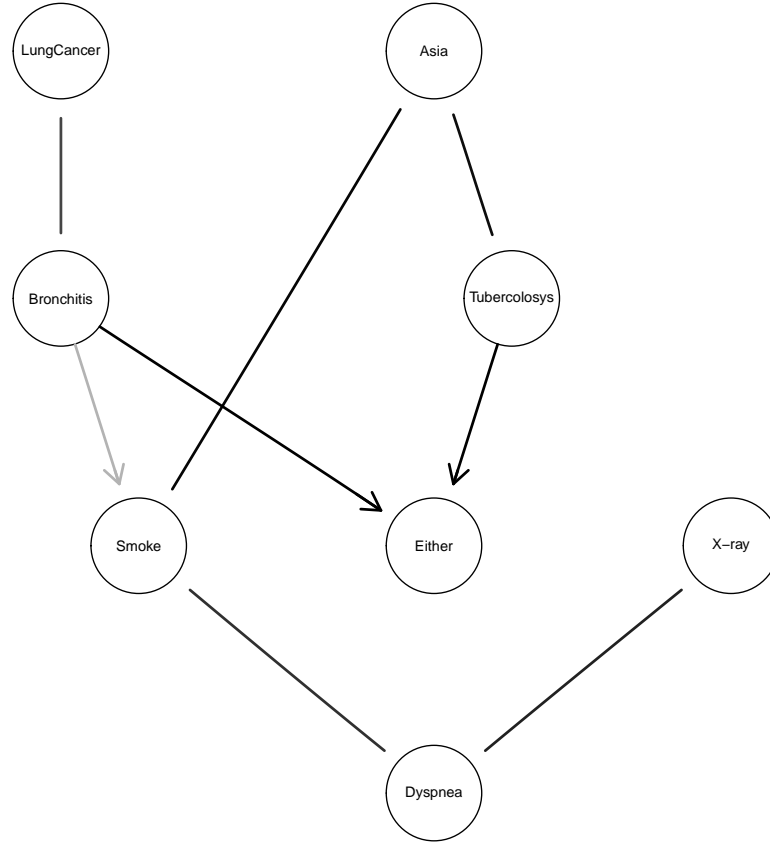 LungCancer
Asia
Bronchitis
Tubercolosys
Smoke
Either
X−ray
Dyspnea